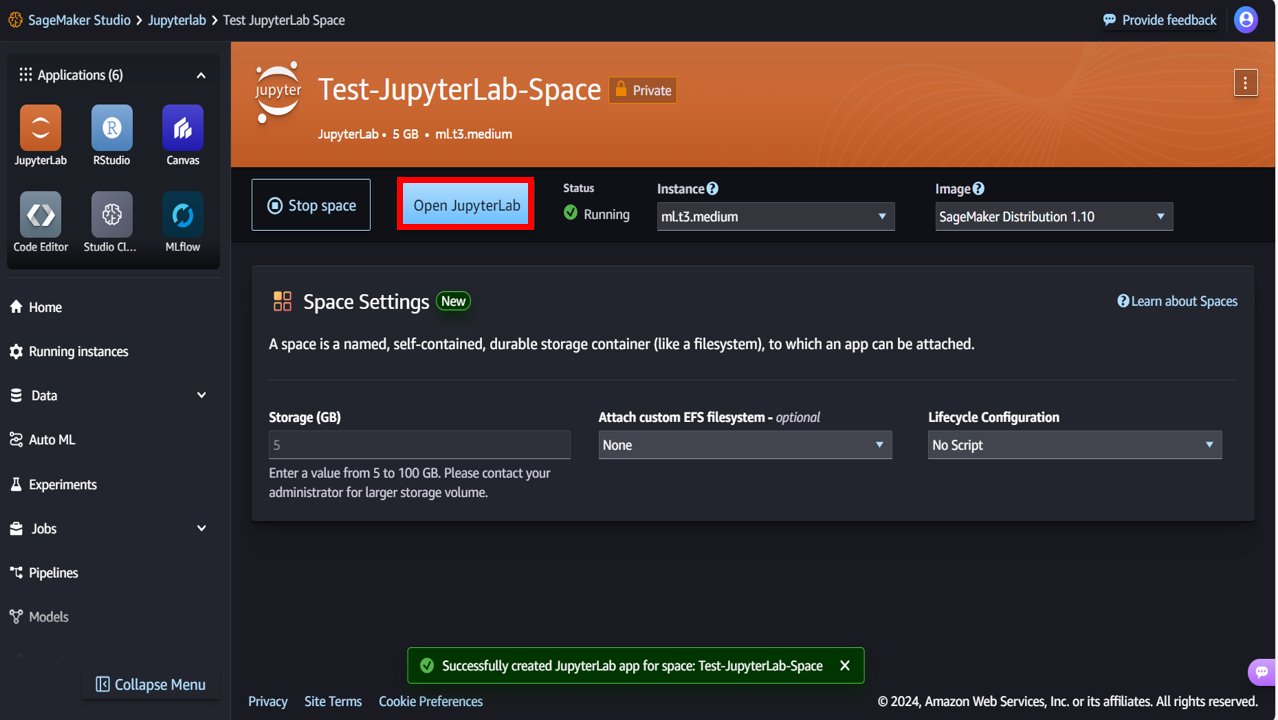 SageMaker Studio > Jupyterlab > Test JupyterLab Space
Provide feedback
Applications (6)
JupyterLab
RStudio
Canvas
Code Editor
Studio Cl...
MLflow
Home
Running instances
Data
Auto ML
Experiments
Jobs
Pipelines
Models
Collapse Menu
jupyter
Test-JupyterLab-Space
Private
JupyterLab • 5 GB • ml.t3.medium
Stop space
Open JupyterLab
Status
Running
Instance
ml.t3.medium
Image
SageMaker Distribution 1.10
Space Settings
New
Learn about Spaces
A space is a named, self-contained, durable storage container (like a filesystem), to which an app can be attached.
Storage (GB)
5
Enter a value from 5 to 100 GB. Please contact your
administrator for larger storage volume.
Attach custom EFS filesystem - optional
None
Lifecycle Configuration
No Script
Successfully created JupyterLab app for space: Test-JupyterLab-Space
Privacy
Site Terms
Cookie Preferences
© 2024, Amazon Web Services, Inc. or its affiliates. All rights reserved.